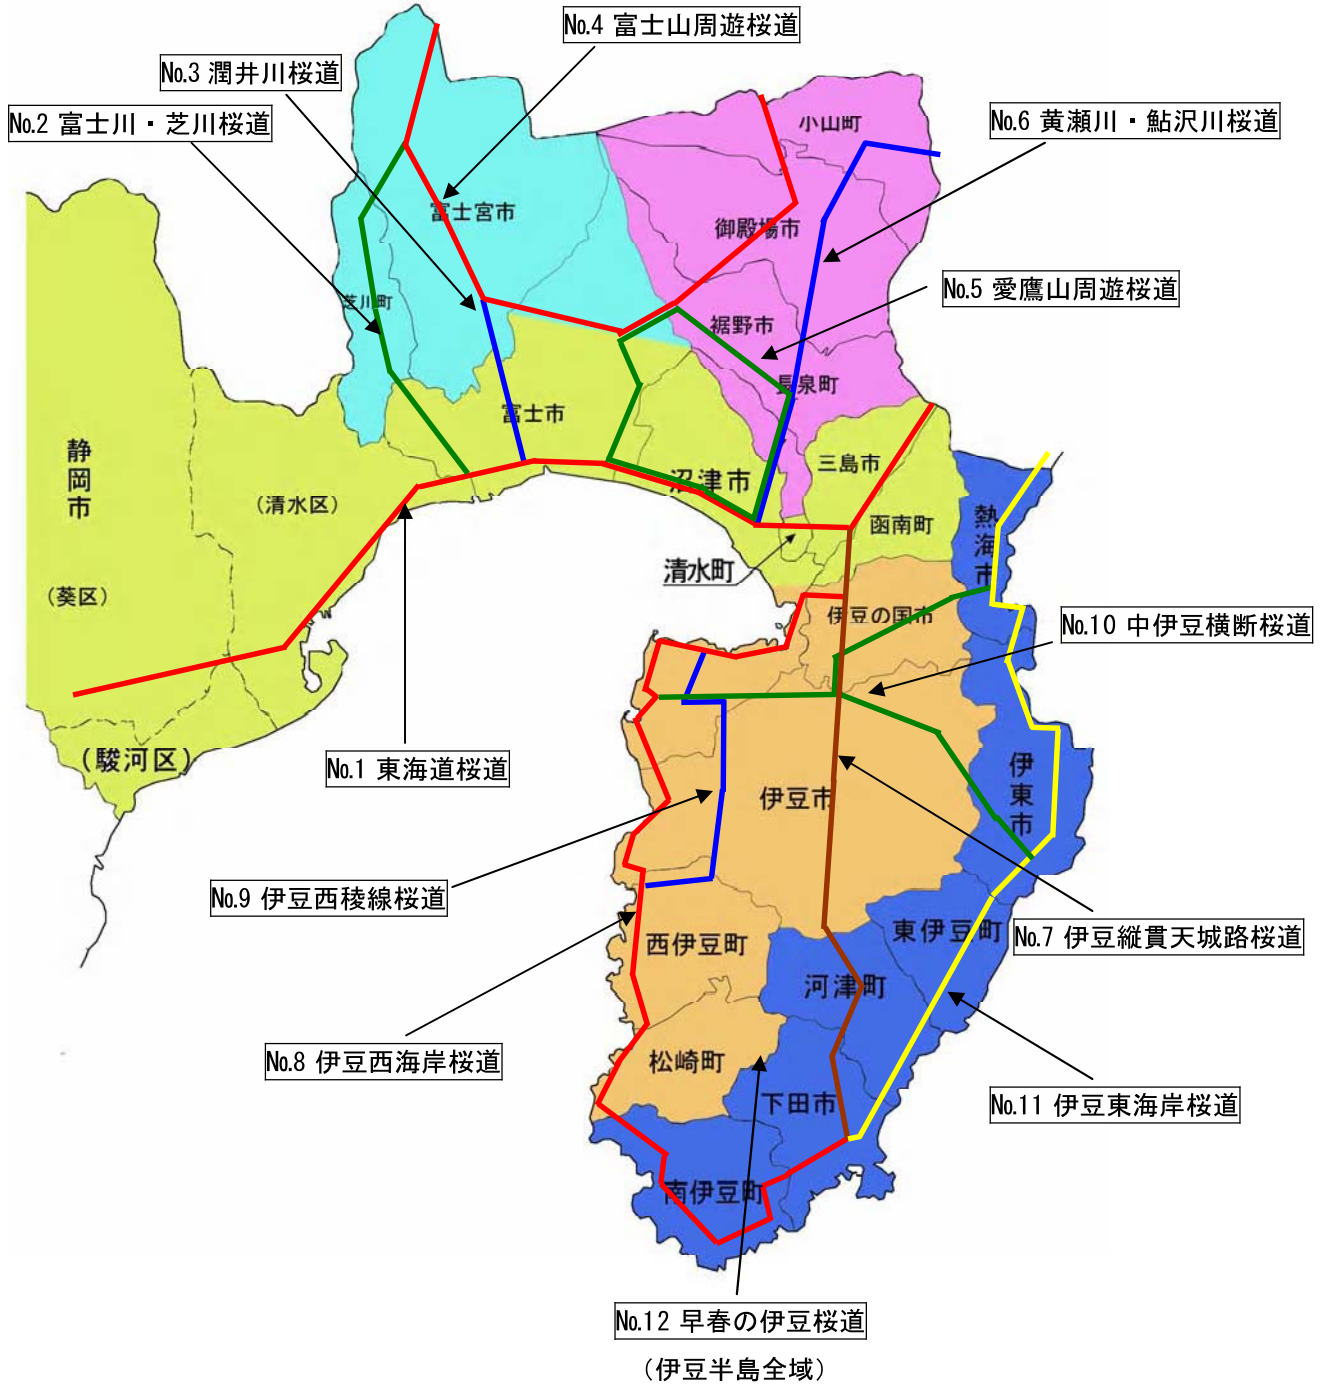 No.4 富士山周遊桜道
No.3 潤井川桜道
No.2 富士川・芝川桜道
No.6 黄瀬川・鮎沢川桜道
小山町
富士宮市
御殿場市
No.5 愛鷹山周遊桜道
芝川町
裾野市
長泉町
富士市
静岡市
(清水区)
沼津市
三島市
函南町
熱海市
清水町
(葵区)
伊豆の国市
No.10 中伊豆横断桜道
(駿河区)
No.1 東海道桜道
伊豆市
伊東市
No.9 伊豆西稜線桜道
東伊豆町
No.7 伊豆縦貫天城路桜道
西伊豆町
河津町
No.8 伊豆西海岸桜道
松崎町
下田市
No.11 伊豆東海岸桜道
南伊豆町
No.12 早春の伊豆桜道
(伊豆半島全域)